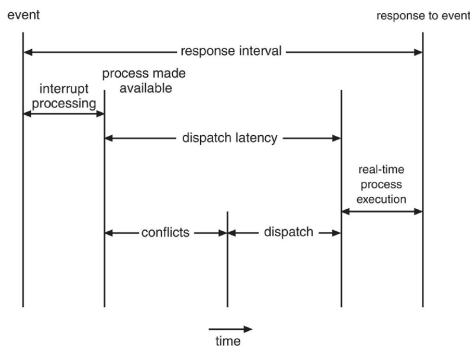 event
response to event
response interval
process made
available
interrupt
processing
dispatch latency
real-time
process
execution
conflicts
dispatch
time